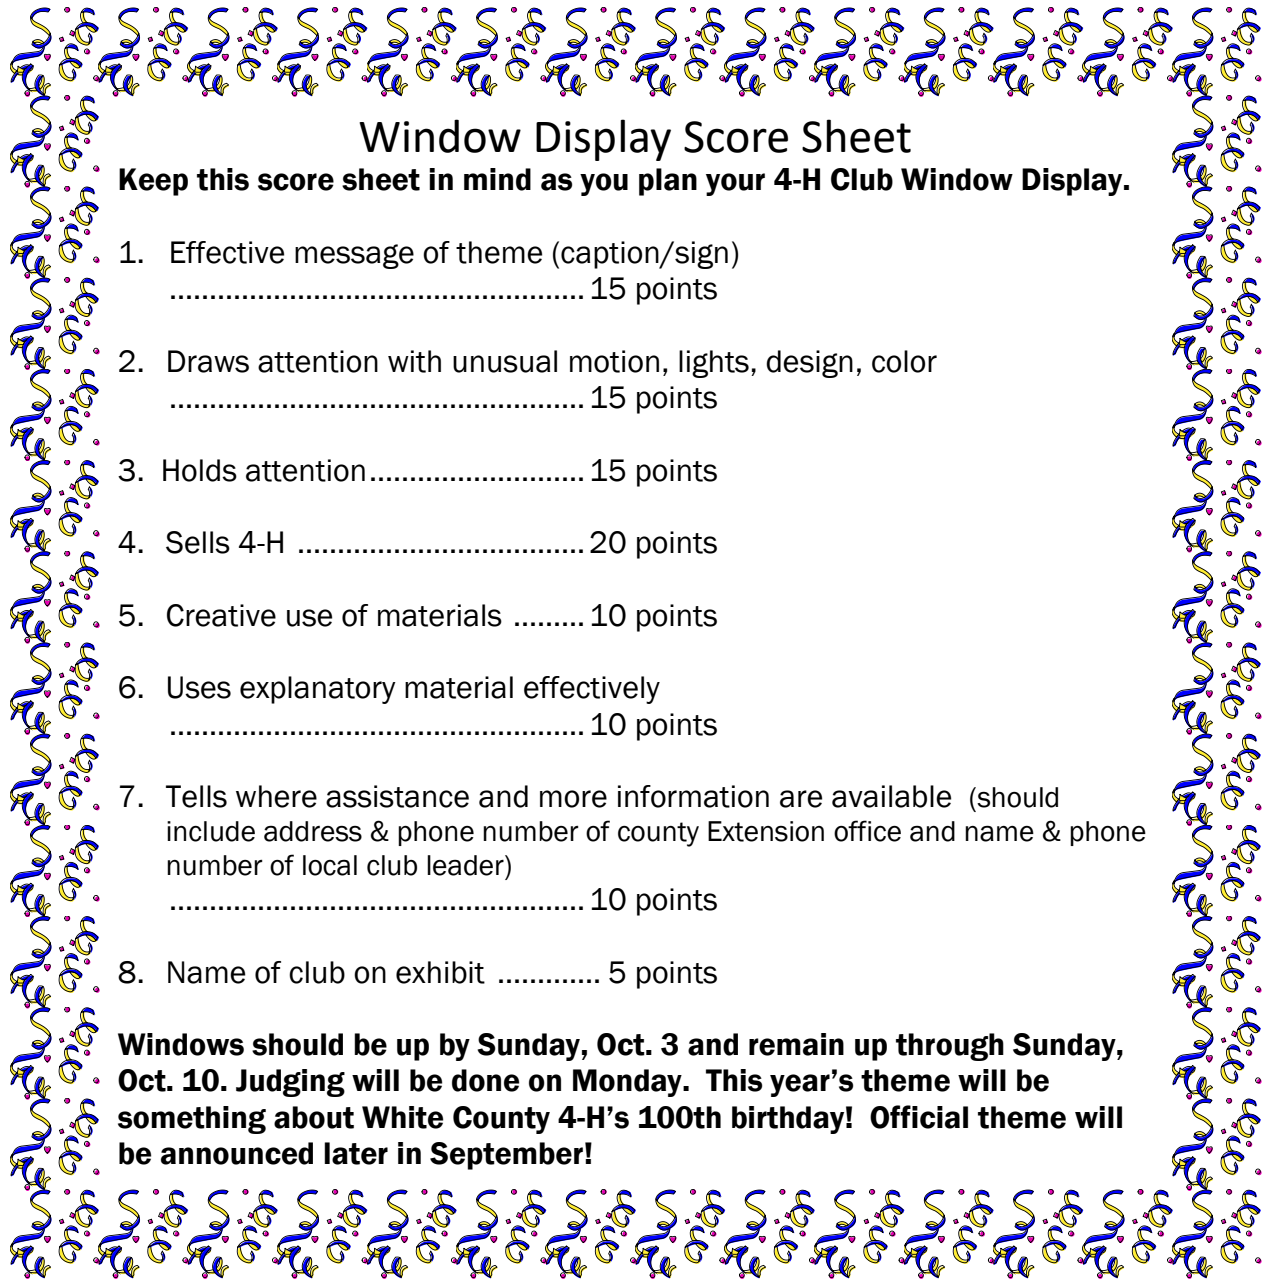 Window Display Score Sheet
Keep this score sheet in mind as you plan your 4-H Club Window Display.
1. Effective message of theme (caption/sign)
.................................................... 15 points
2. Draws attention with unusual motion, lights, design, color
.................................................... 15 points
3. Holds attention........................... 15 points
4. Sells 4-H .................................... 20 points
5. Creative use of materials ......... 10 points
6. Uses explanatory material effectively
.................................................... 10 points
7. Tells where assistance and more information are available (should
include address & phone number of county Extension office and name & phone
number of local club leader)
.................................................... 10 points
8. Name of club on exhibit ............. 5 points
Windows should be up by Sunday, Oct. 3 and remain up through Sunday,
Oct. 10. Judging will be done on Monday. This year's theme will be
something about White County 4-H's 100th birthday! Official theme will
be announced later in September!